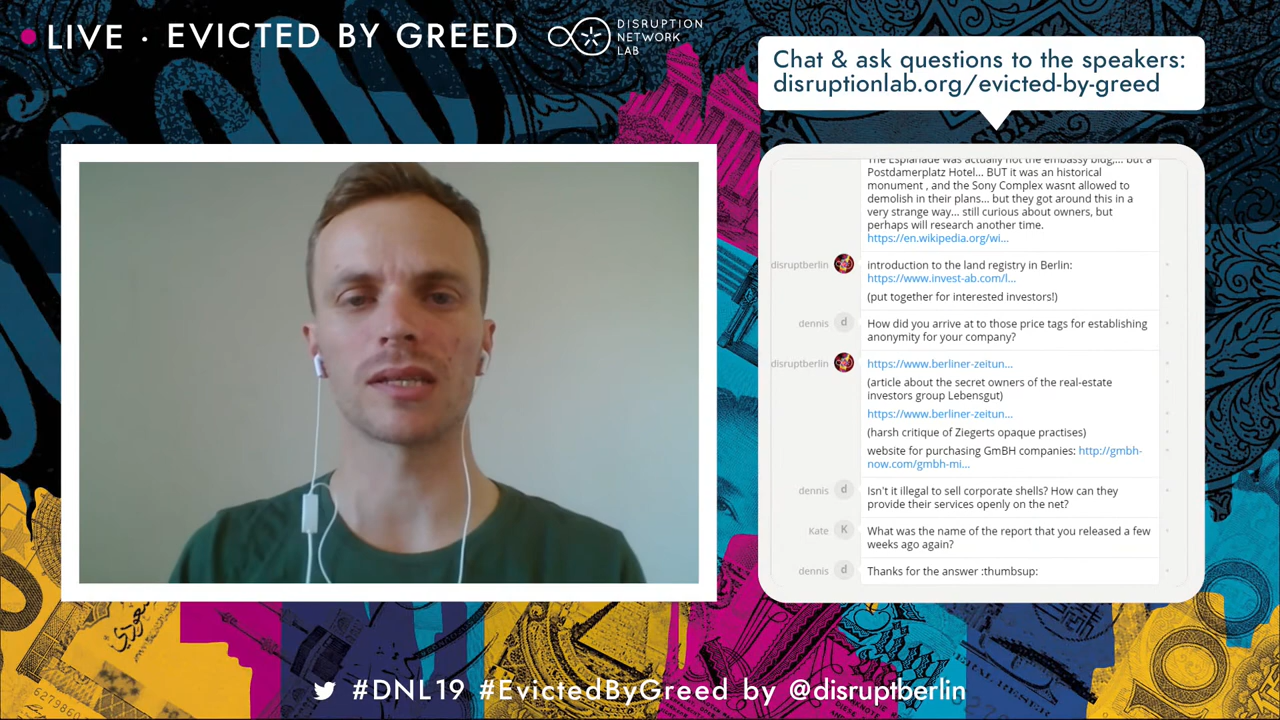 LIVE · EVICTED BY GREED
DISRUPTION
NETWORK
LAB
Chat & ask questions to the speakers:
disruptionlab.org/evicted-by-greed
The Esplanade was actually not the embassy bldg,... but a
Postdamerplatz Hotel... BUT it was an historical
monument , and the Sony Complex wasnt allowed to
demolish in their plans... but they got around this in a
very strange way... still curious about owners, but
perhaps will research another time.
https://en.wikipedia.org/wi...
disruptberlin
introduction to the land registry in Berlin:
https://www.invest-ab.com/l...
(put together for interested investors!)
dennis d
How did you arrive at to those price tags for establishing
anonymity for your company?
disruptberlin
https://www.berliner-zeitun...
(article about the secret owners of the real-estate
investors group Lebensgut)
https://www.berliner-zeitun...
(harsh critique of Ziegerts opaque practises)
website for purchasing GmBH companies: http://gmbh-
now.com/gmbh-mi...
dennis d
Isn't it illegal to sell corporate shells? How can they
provide their services openly on the net?
Kate K
What was the name of the report that you released a few
weeks ago again?
dennis d
Thanks for the answer :thumbsup:
#DNL19 #EvictedByGreed by @disruptberlin